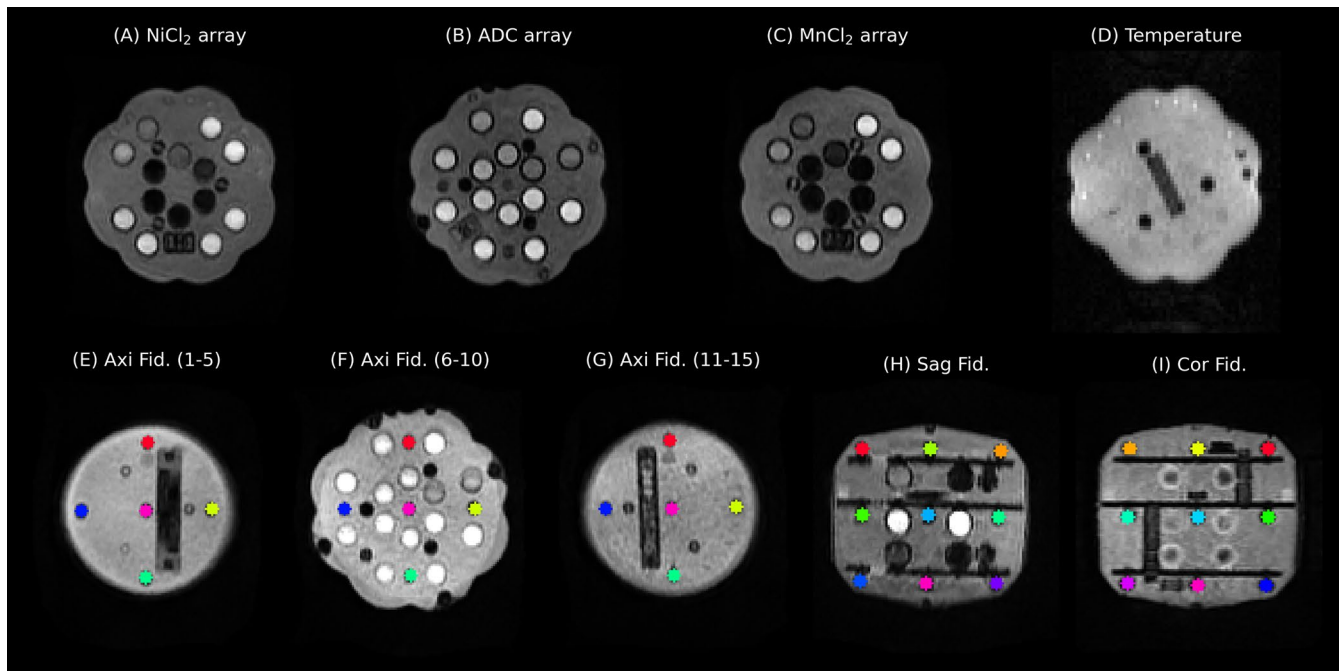 (A) NiCl₂ array
(B) ADC array
(C) MnCl₂ array
(D) Temperature
(E) Axi Fid. (1-5)
(F) Axi Fid. (6-10)
(G) Axi Fid. (11-15)
(H) Sag Fid.
(I) Cor Fid.